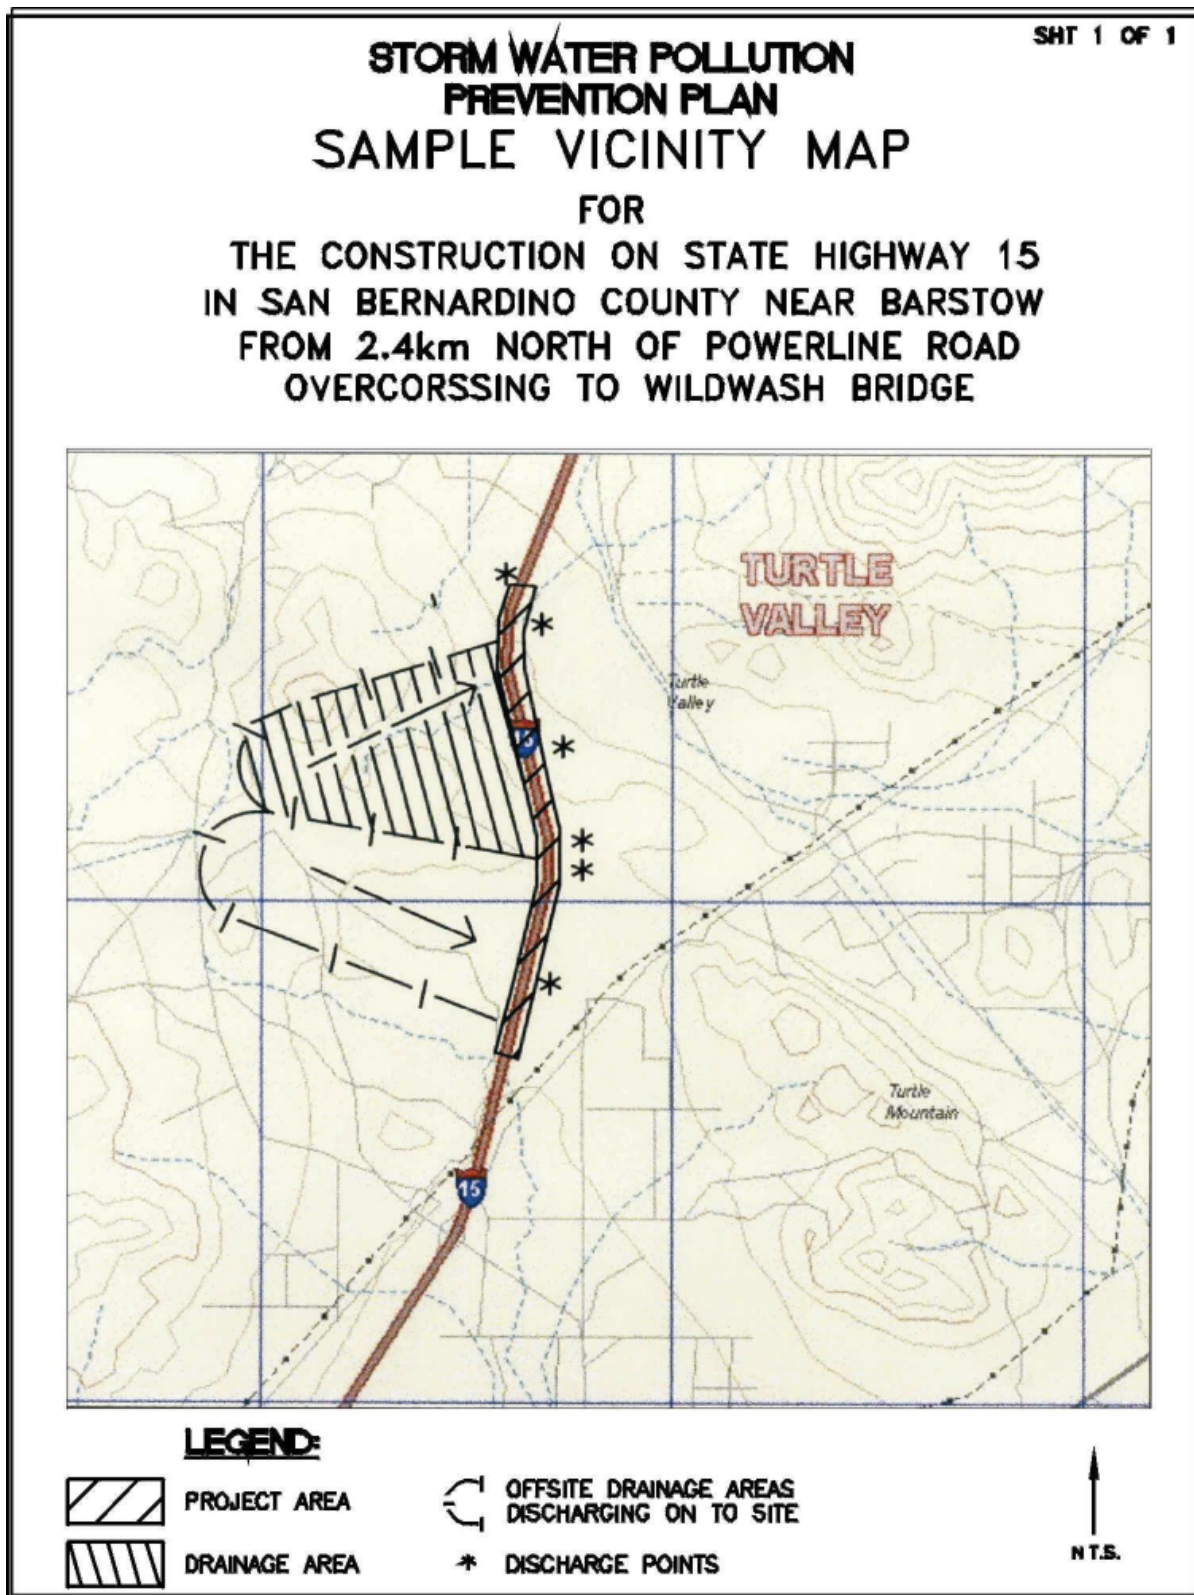 SHT 1 OF 1
STORM WATER POLLUTION
PREVENTION PLAN
SAMPLE VICINITY MAP
FOR
THE CONSTRUCTION ON STATE HIGHWAY 15
IN SAN BERNARDINO COUNTY NEAR BARSTOW
FROM 2.4km NORTH OF POWERLINE ROAD
OVERCORSSING TO WILDWASH BRIDGE
TURTLE
VALLEY
Turtle
Valley
Turtle
Mountain
15
LEGEND:
PROJECT AREA
DRAINAGE AREA
OFFSITE DRAINAGE AREAS
DISCHARGING ON TO SITE
DISCHARGE POINTS
N T.S.